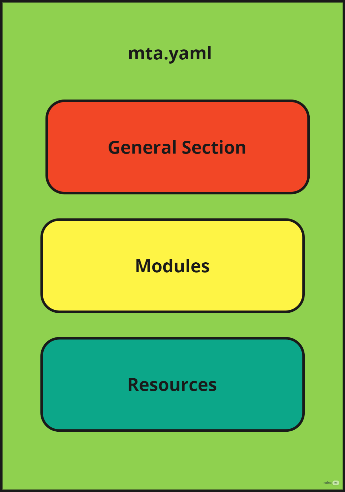 mta.yaml
General Section
Modules
Resources